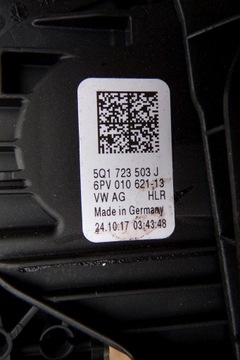 5Q1 723 503 J
6PV 010 621-13
VW AG HLR
Made in Germany
24.10.17 03:43:48